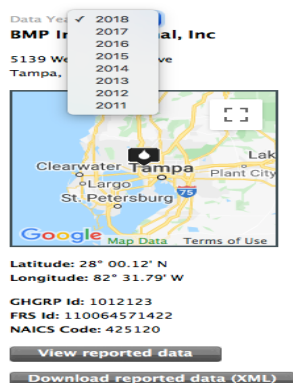 Data Yea ✓ 2018
2017
BMP In al, Inc
2016
2015
5139 We ve
2014
Tampa,
2013
2012
2011
Lak
Clearwater
Tampa
Plant City
Largo
St. Petersburg
75
Google Map Data Terms of Use
Latitude: 28° 00.12' N
Longitude: 82° 31.79' W
GHGRP Id: 1012123
FRS Id: 110064571422
NAICS Code: 425120
View reported data
Download reported data (XML)